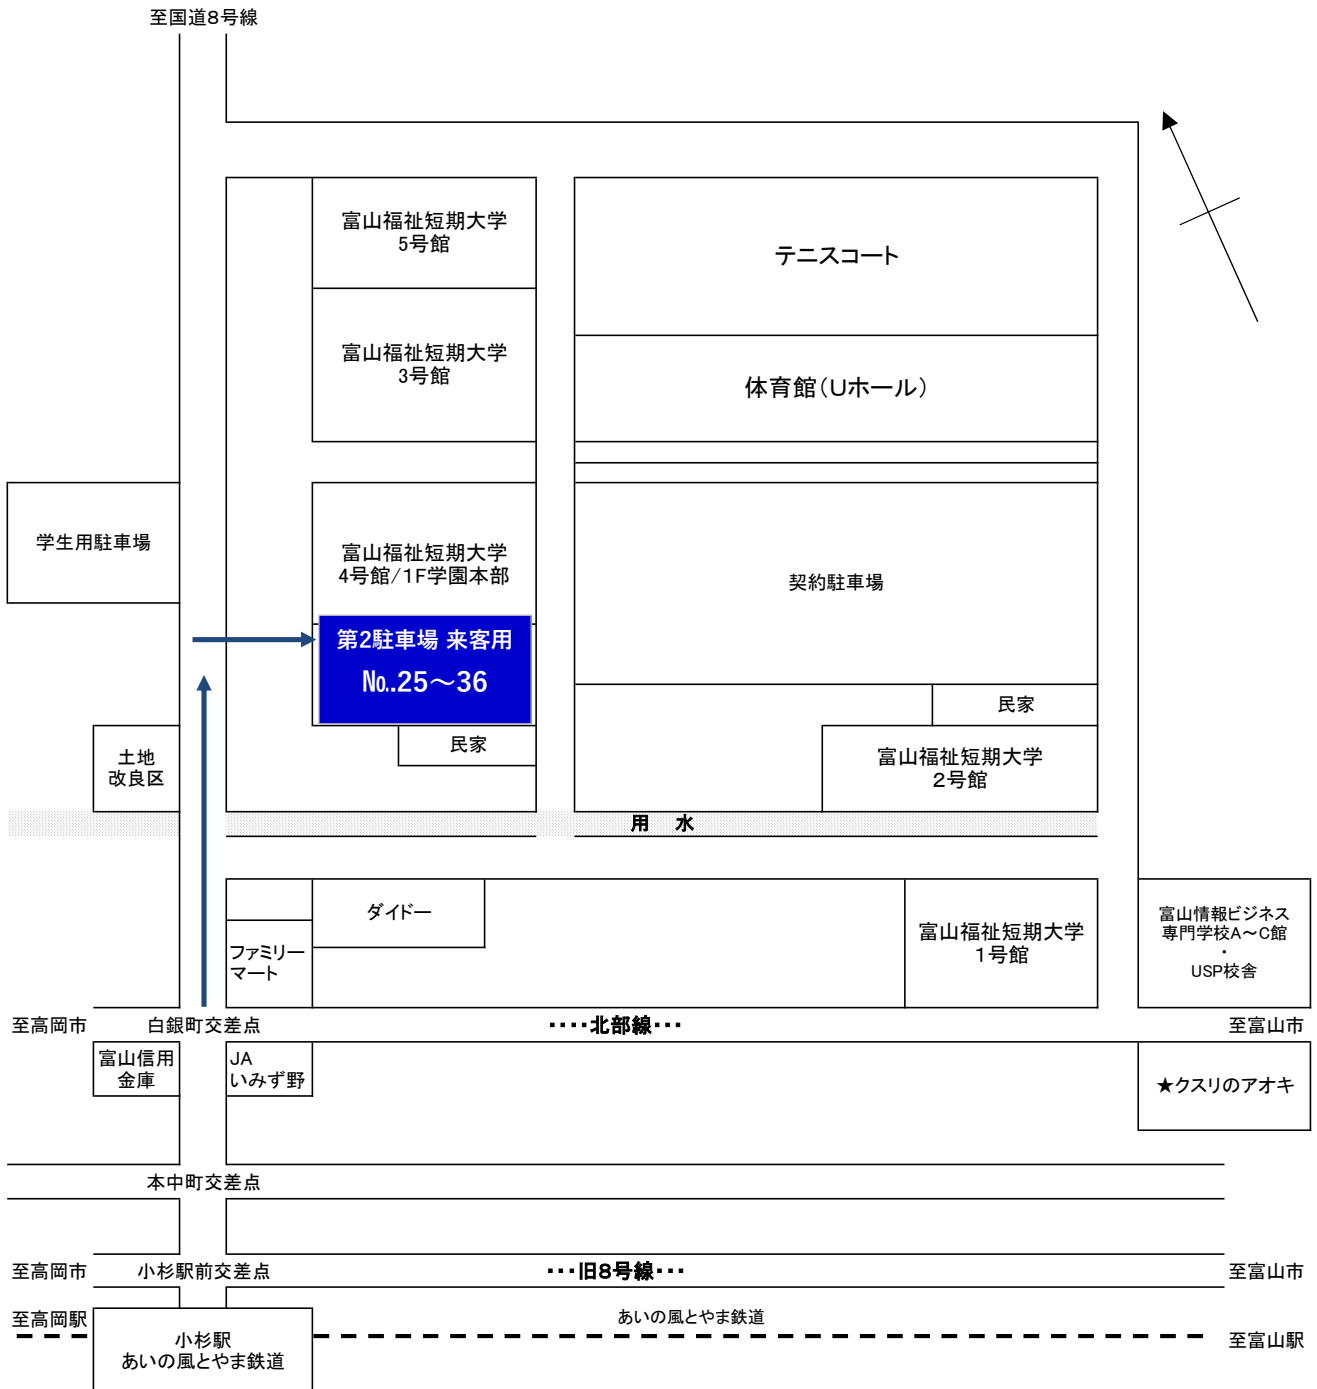 至国道8号線
富山福祉短期大学
5号館
テニスコート
富山福祉短期大学
3号館
体育館(Uホール)
学生用駐車場
富山福祉短期大学
4号館/1F学園本部
契約駐車場
第2駐車場 来客用
№..25～36
民家
民家
土地
改良区
富山福祉短期大学
2号館
用 水
ダイドー
ファミリー
マート
富山福祉短期大学
1号館
富山情報ビジネス
専門学校A～C館
・
USP校舎
至高岡市
白銀町交差点
‥‥北部線‥・
至富山市
富山信用
金庫
JA
いみず野
★クスリのアオキ
本中町交差点
至高岡市
小杉駅前交差点
‥・旧8号線‥・
至富山市
至高岡駅
あいの風とやま鉄道
小杉駅
あいの風とやま鉄道
至富山駅